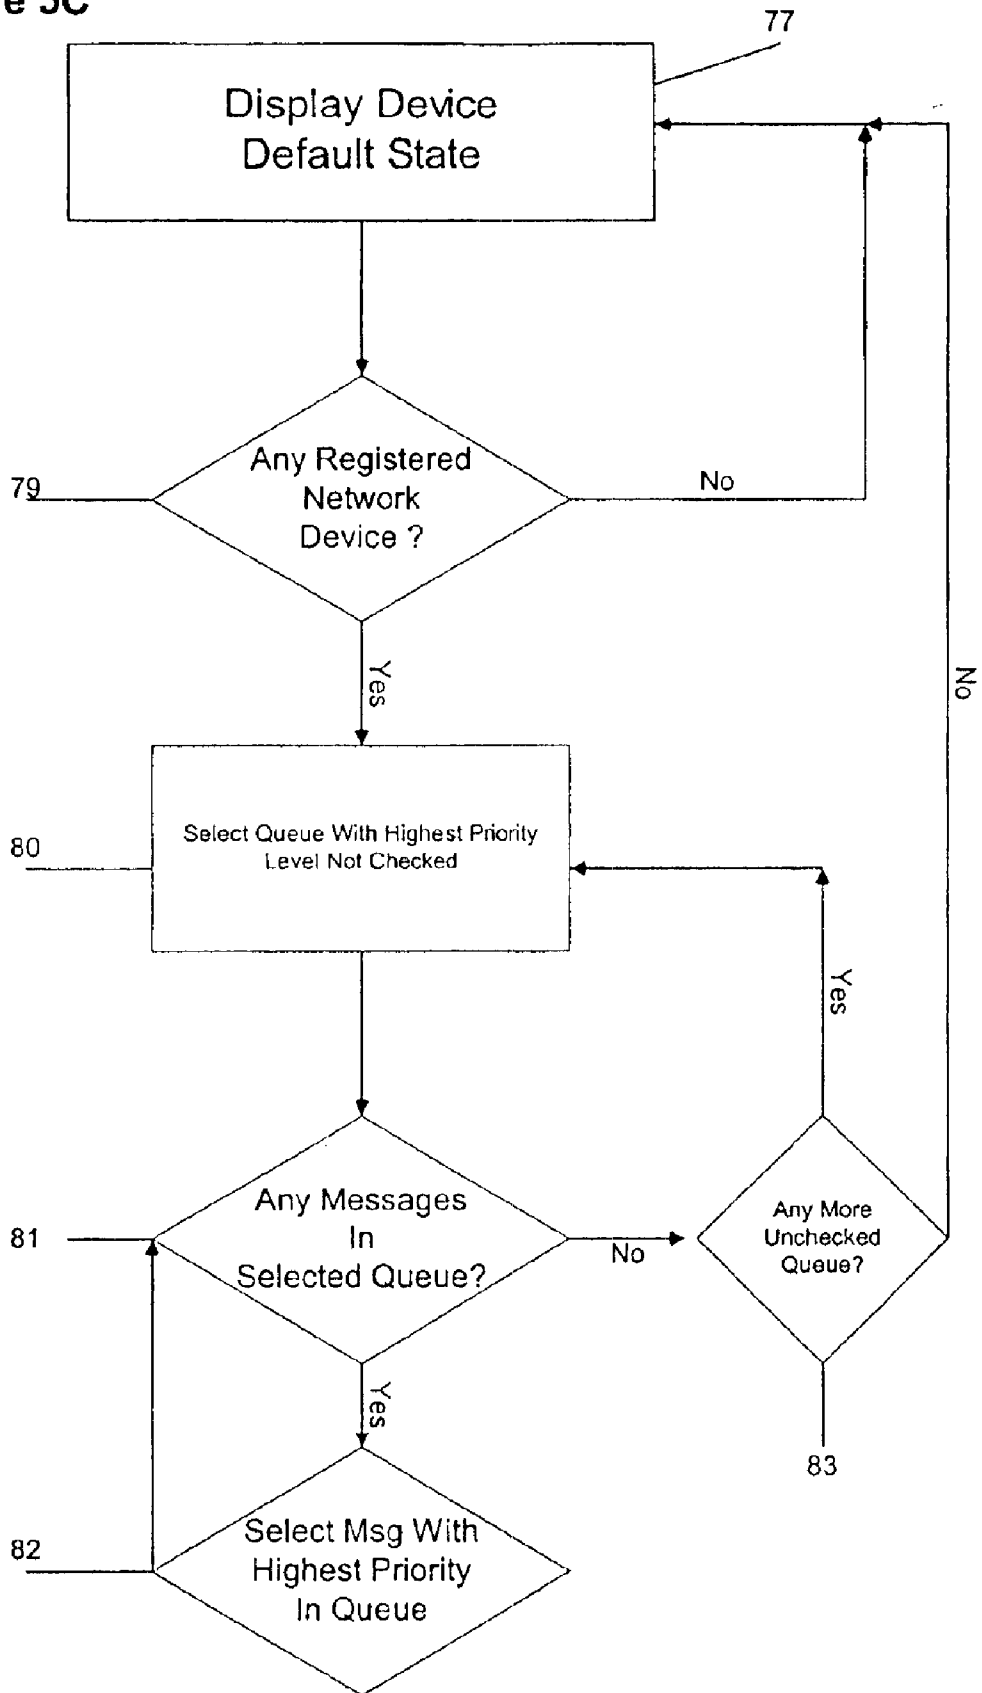 e 5C
77
Display Device
Default State
79
Any Registered
Network
Device ?
No
Yes
No
80
Select Queue With Highest Priority
Level Not Checked
Yes
81
Any Messages
In
Selected Queue?
No
Any More
Unchecked
Queue?
Yes
83
82
Select Msg With
Highest Priority
In Queue